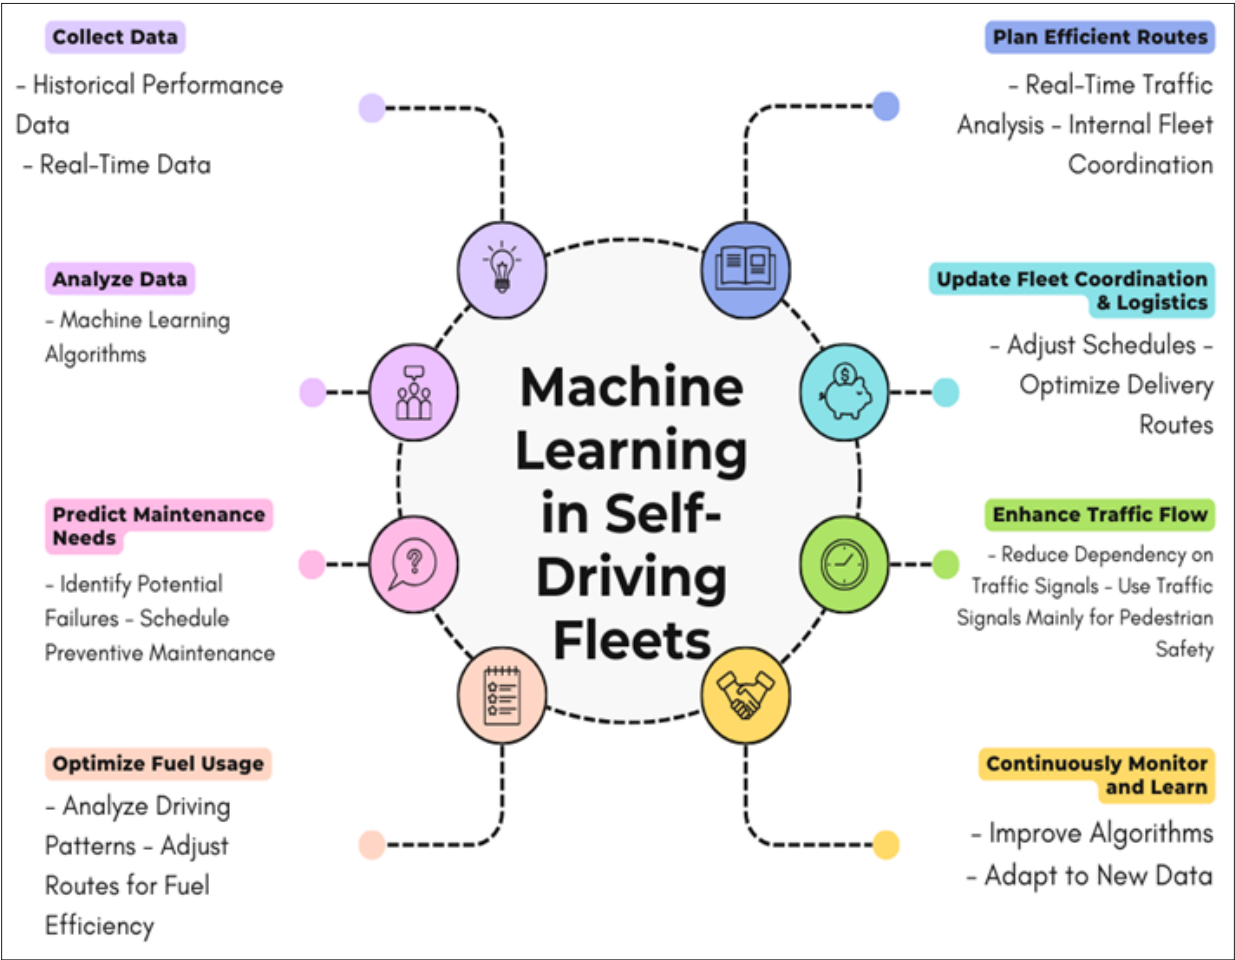 Collect Data
- Historical Performance
Data
- Real-Time Data
Analyze Data
- Machine Learning
Algorithms
Predict Maintenance
Needs
- Identify Potential
Failures - Schedule
Preventive Maintenance
Optimize Fuel Usage
- Analyze Driving
Patterns - Adjust
Routes for Fuel
Efficiency
Machine
Learning
in Self-
Driving
Fleets
Plan Efficient Routes
- Real-Time Traffic
Analysis - Internal Fleet
Coordination
Update Fleet Coordination
& Logistics
- Adjust Schedules -
Optimize Delivery
Routes
Enhance Traffic Flow
- Reduce Dependency on
Traffic Signals - Use Traffic
Signals Mainly for Pedestrian
Safety
Continuously Monitor
and Learn
- Improve Algorithms
- Adapt to New Data
?
$